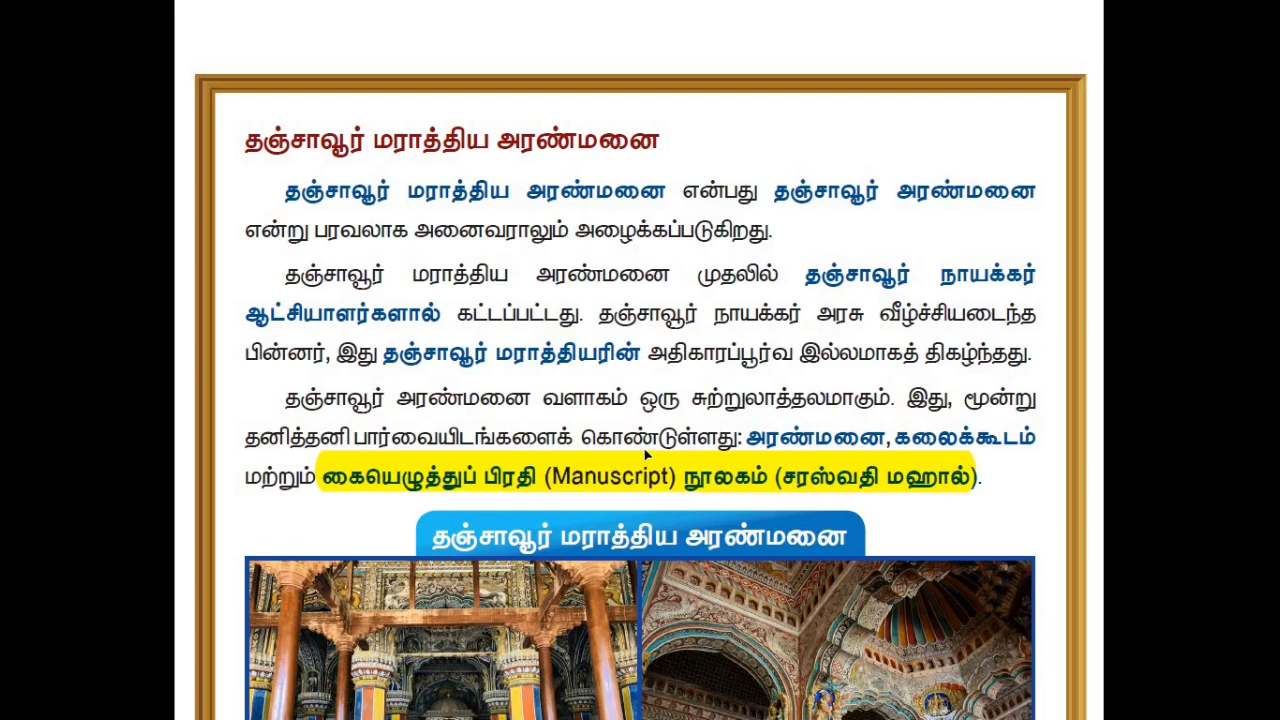 தஞ்சாவூர் மராத்திய அரண்மனை
தஞ்சாவூர் மராத்திய அரண்மனை என்பது தஞ்சாவூர் அரண்மனை
என்று பரவலாக அனைவராலும் அழைக்கப்படுகிறது.
தஞ்சாவூர் மராத்திய அரண்மனை முதலில் தஞ்சாவூர் நாயக்கர்
ஆட்சியாளர்களால் கட்டப்பட்டது. தஞ்சாவூர் நாயக்கர் அரசு வீழ்ச்சியடைந்த
பின்னர், இது தஞ்சாவூர் மராத்தியரின் அதிகாரப்பூர்வ இல்லமாகத் திகழ்ந்தது.
தஞ்சாவூர் அரண்மனை வளாகம் ஒரு சுற்றுலாத்தலமாகும். இது, மூன்று
தனித்தனி பார்வையிடங்களைக் கொண்டுள்ளது: அரண்மனை, கலைக்கூடம்
மற்றும் கையெழுத்துப் பிரதி (Manuscript) நூலகம் (சரஸ்வதி மஹால்).
தஞ்சாவூர் மராத்திய அரண்மனை